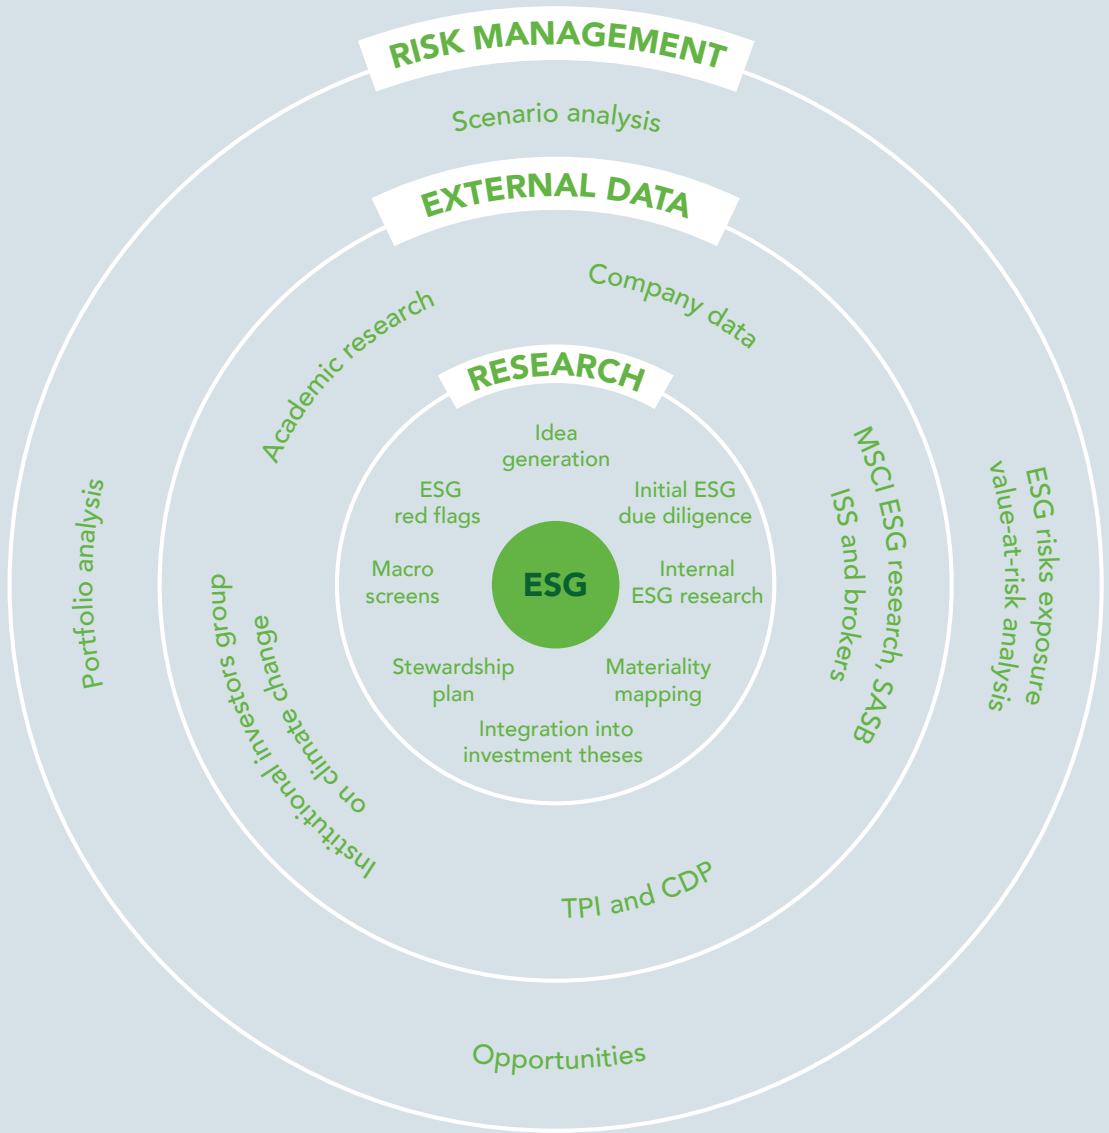 RISK MANAGEMENT
Scenario analysis
ESG risks exposure
value-at-risk analysis
Opportunities
Portfolio analysis
EXTERNAL DATA
Company data
MSCI ESG research, SASB
ISS and brokers
TPI and CDP
Institutional investors group
on climate change
Academic research
RESEARCH
Idea
generation
Initial ESG
due diligence
Internal
ESG research
Materiality
mapping
Integration into
investment theses
Stewardship
plan
Macro
screens
ESG
red flags
ESG